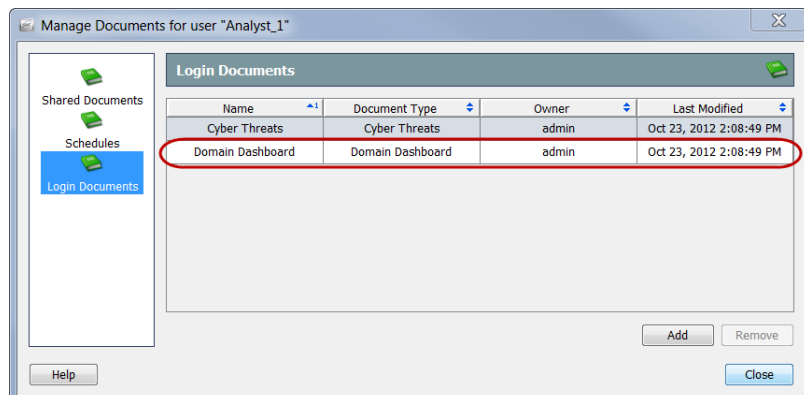 Manage Documents for user "Analyst_1"
Shared Documents
Schedules
Login Documents
Login Documents
Name 1 Document Type Owner Last Modified
Cyber Threats Cyber Threats admin Oct 23, 2012 2:08:49 PM
Domain Dashboard Domain Dashboard admin Oct 23, 2012 2:08:49 PM
Add Remove
Help Close